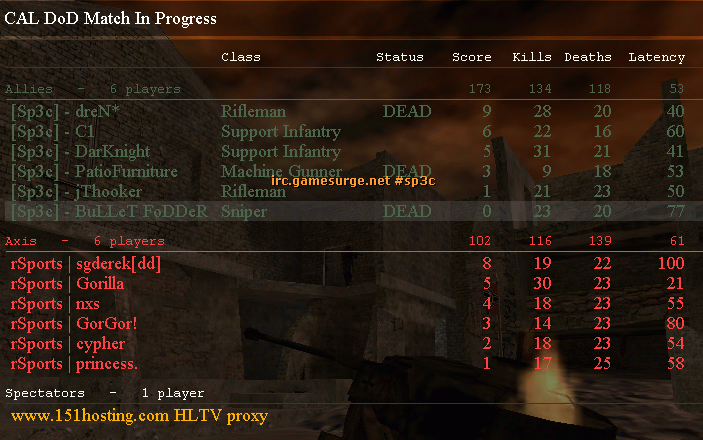 CAL DoD Match In Progress
Class Status Score Kills Deaths Latency
Allies - 6 players 173 134 118 53
[Sp3c] - dreN* Rifleman DEAD 9 28 20 40
[Sp3c] - C1 Support Infantry 6 22 16 60
[Sp3c] - DarKnight Support Infantry 5 31 21 41
[Sp3c] - PatioFurniture Machine Gunner DEAD 3 9 18 53
irc.gamesurge.net #sp3c
[Sp3c] - jThooker Rifleman 1 21 23 50
[Sp3c] - BuLLeT FoDDeR Sniper DEAD 0 23 20 77
Axis - 6 players 102 116 139 61
rSports | sgderek[dd] 8 19 22 100
rSports | Gorilla 5 30 23 21
rSports | nxs 4 18 23 55
rSports | GorGor! 3 14 23 80
rSports | cypher 2 18 23 54
rSports | princess. 1 17 25 58
Spectators - 1 player
www.151hosting.com HLTV proxy